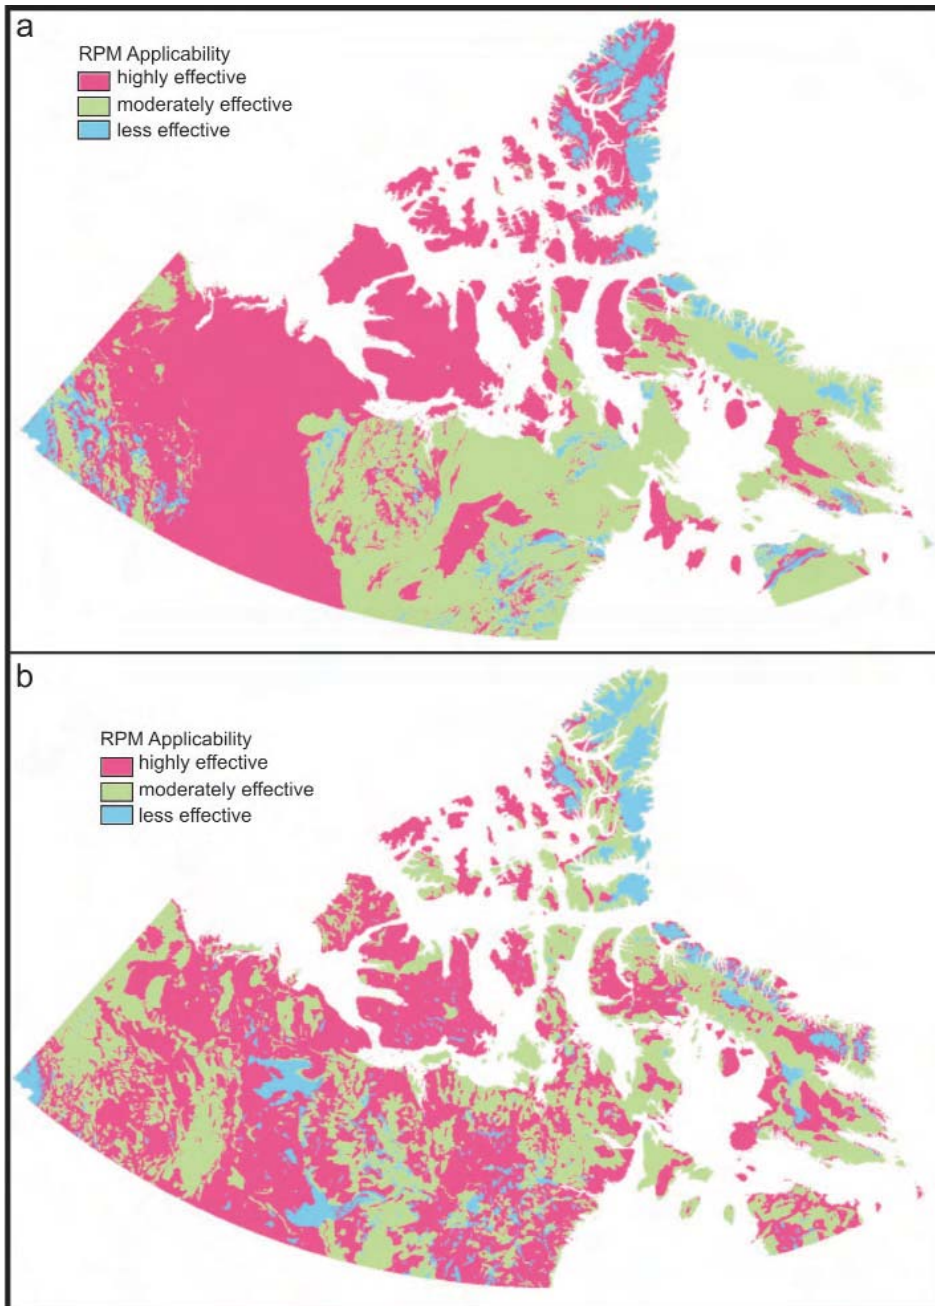 a
RPM Applicability
highly effective
moderately effective
less effective
b
RPM Applicability
highly effective
moderately effective
less effective